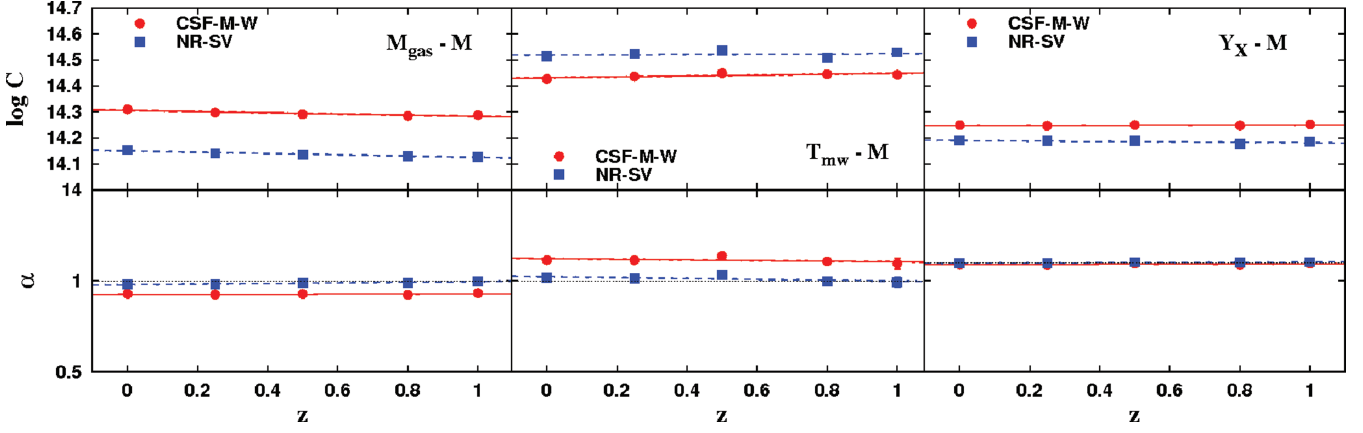 14.7
14.6
14.5
14.4
14.3
14.2
14.1
14
log C
CSF-M-W
NR-SV
M_gas - M
CSF-M-W
NR-SV
T_mw - M
CSF-M-W
NR-SV
Y_X - M
1
0.5
α
0 0.2 0.4 0.6 0.8 1
0 0.2 0.4 0.6 0.8 1
0 0.2 0.4 0.6 0.8 1
z
z
z